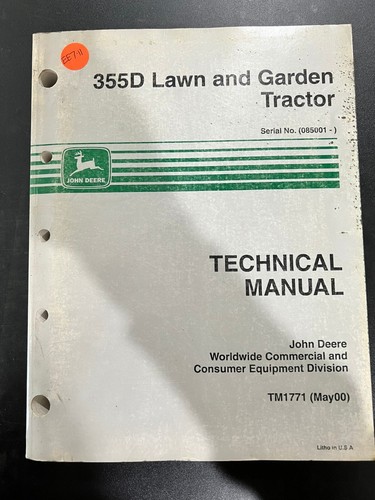 EE7-11
355D Lawn and Garden
Tractor
Serial No. (085001 - )
JOHN DEERE
TECHNICAL
MANUAL
John Deere
Worldwide Commercial and
Consumer Equipment Division
TM1771 (May00)
Litho in U.S.A